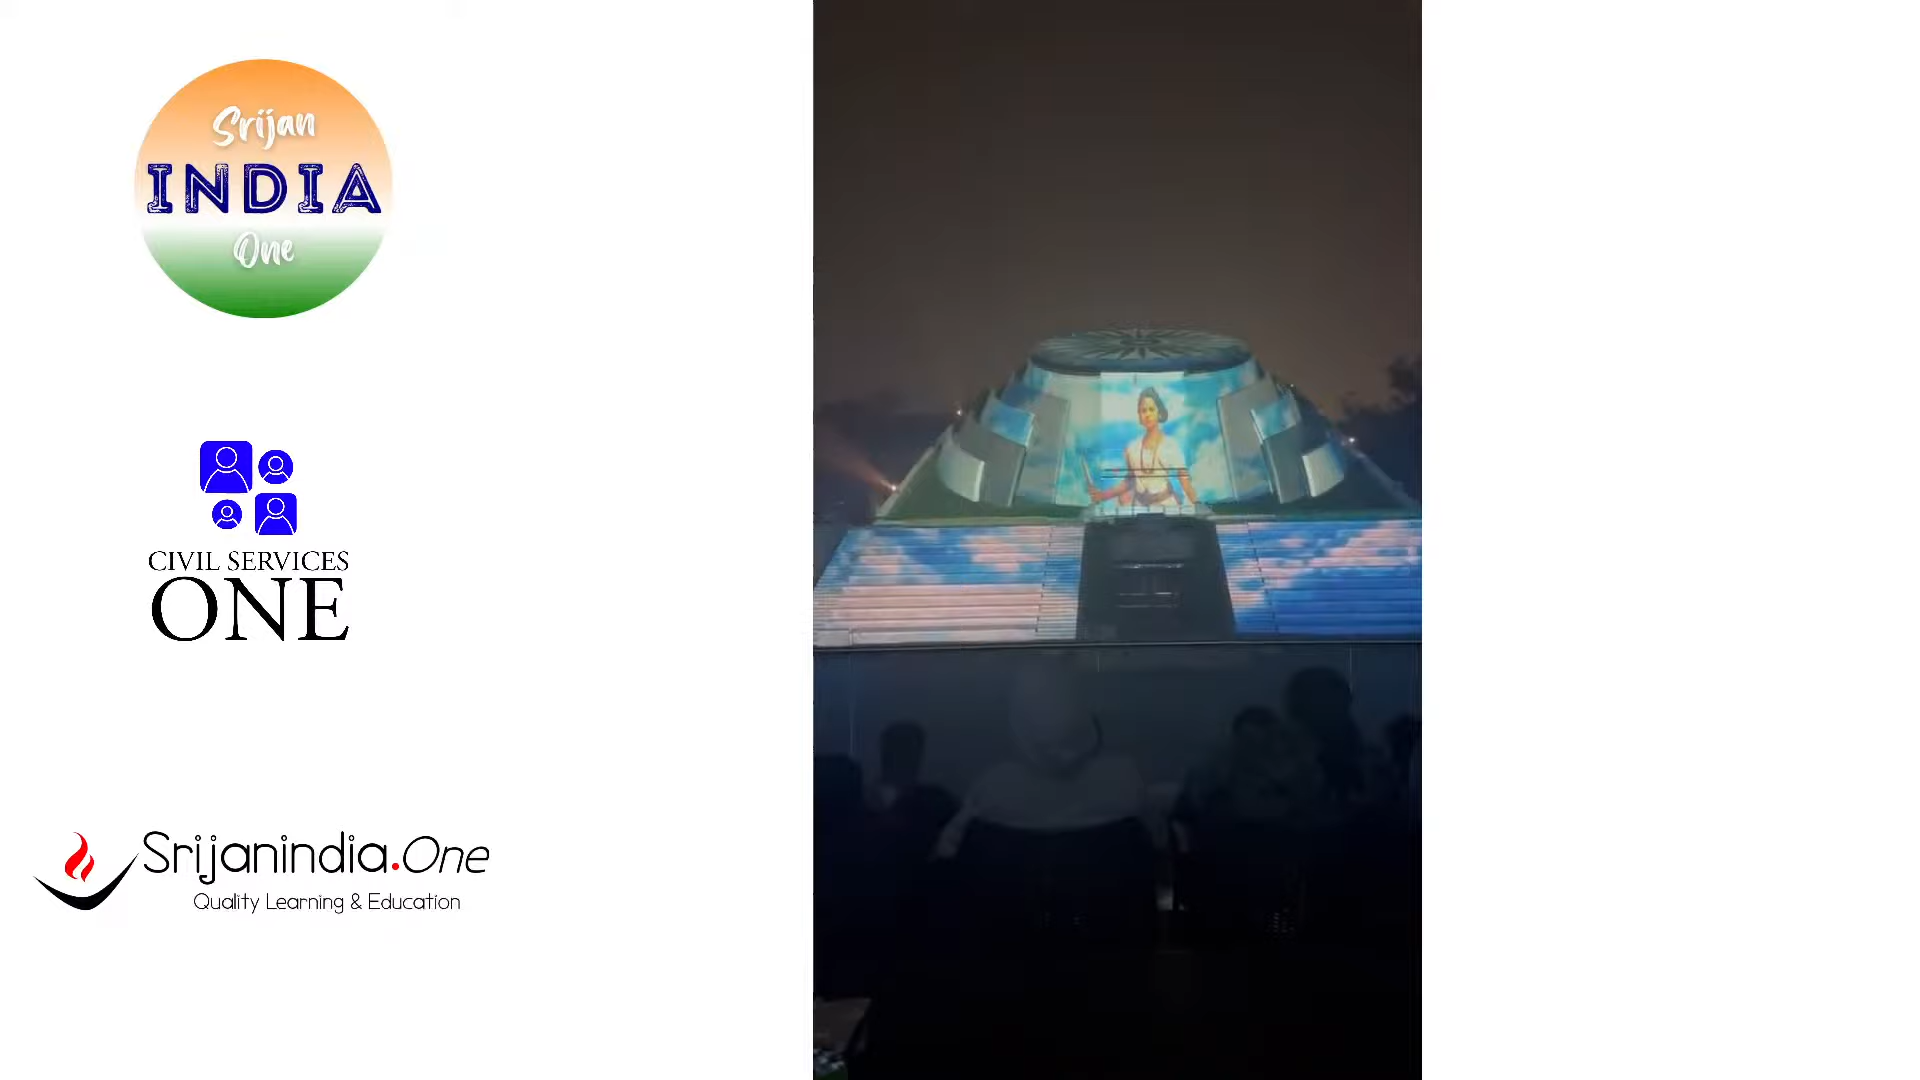 Srijan
INDIA
One
CIVIL SERVICES
ONE
Srijanindia.One
Quality Learning & Education